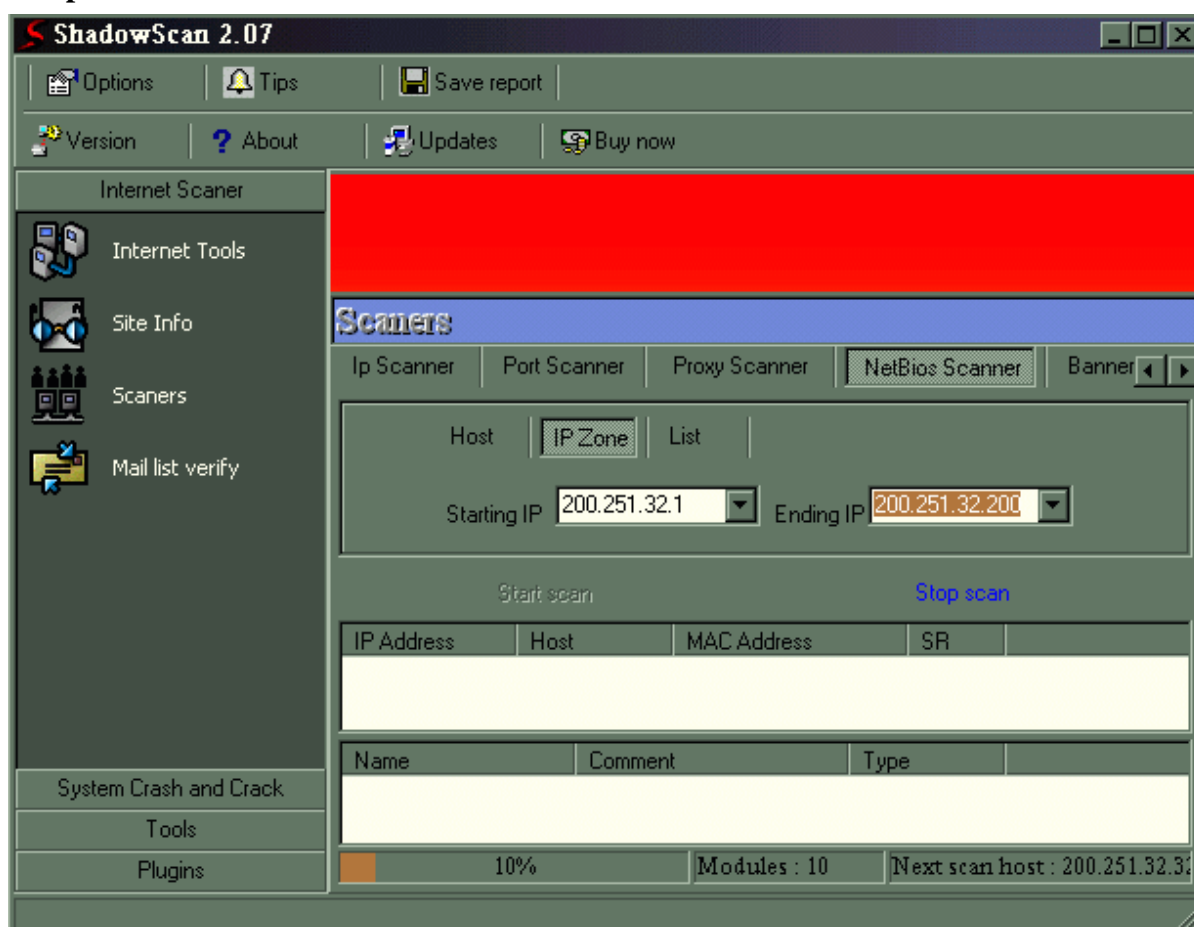 ShadowScan 2.07
Options Tips Save report
Version ? About Updates Buy now
Internet Scaner
Internet Tools
Site Info
Scaners
Mail list verify
System Crash and Crack
Tools
Plugins
Scaners
Ip Scanner Port Scanner Proxy Scanner NetBios Scanner Banner
Host IP Zone List
Starting IP 200.251.32.1 Ending IP 200.251.32.200
Start scan Stop scan
IP Address Host MAC Address SR
Name Comment Type
10% Modules : 10 Next scan host : 200.251.32.32